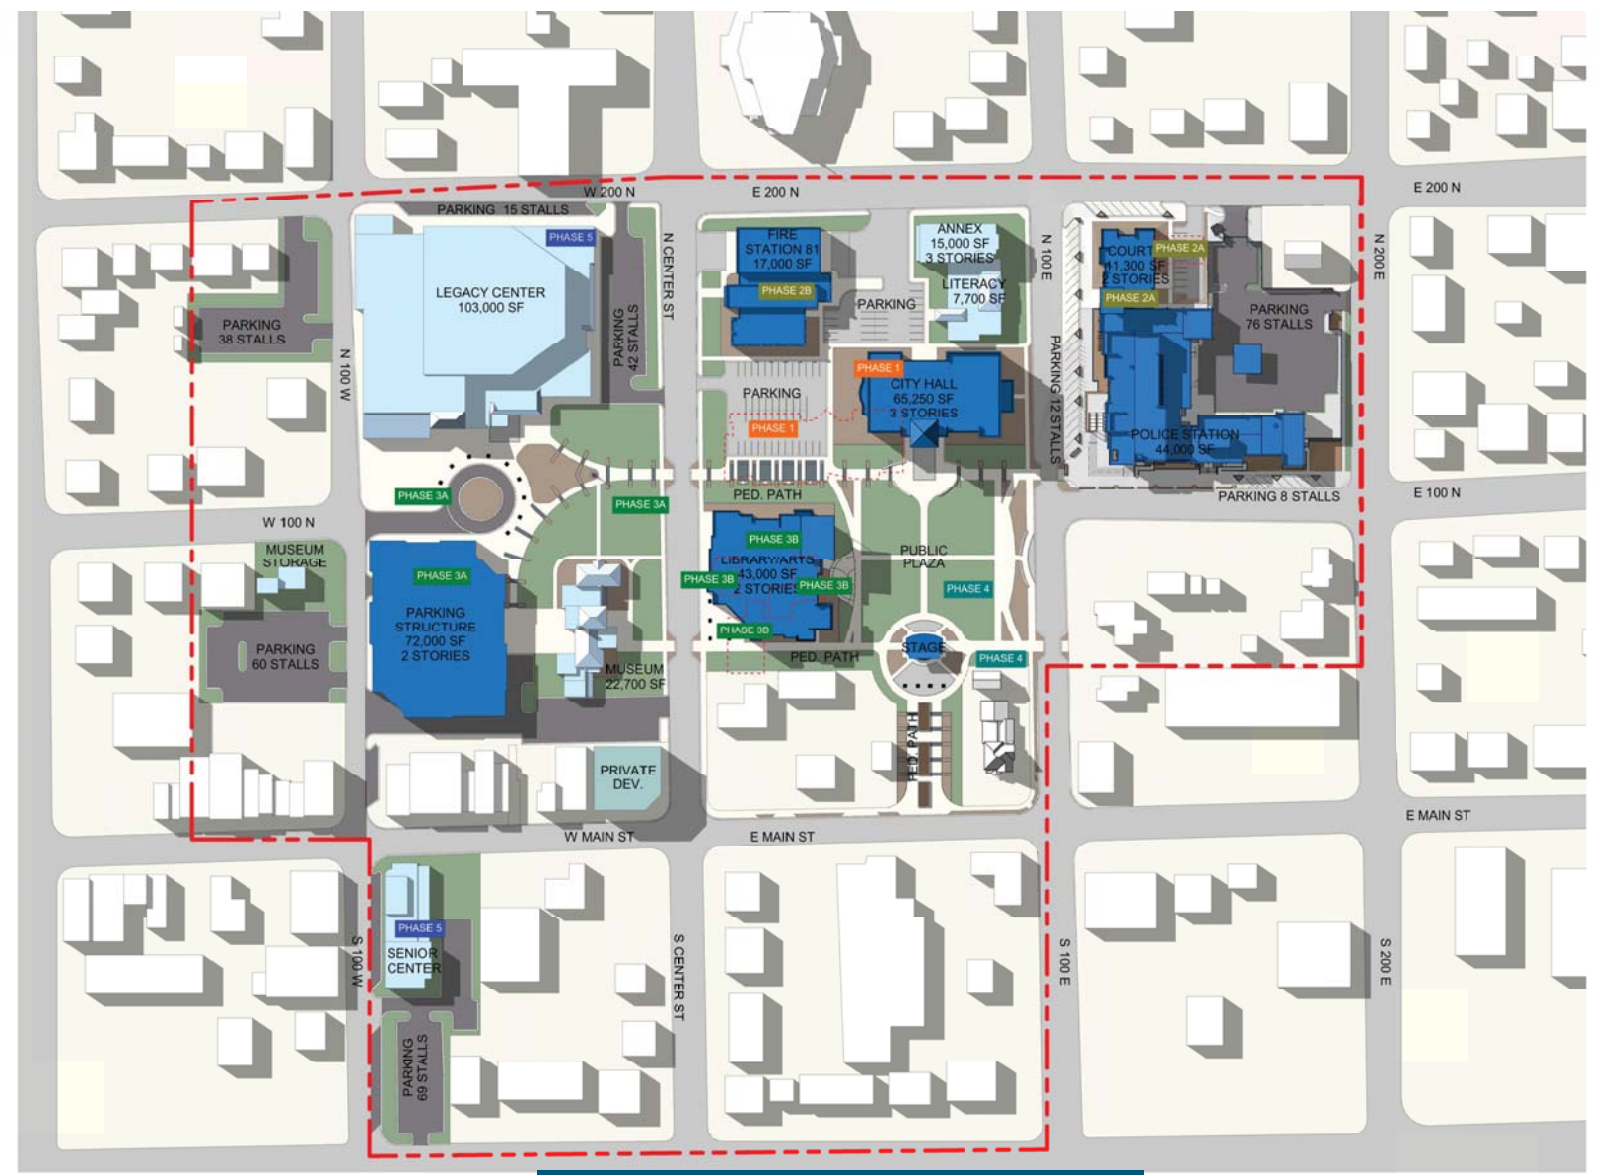 W 200 N
E 200 N
E 200 N
PARKING 15 STALLS
PHASE 5
LEGACY CENTER
103,000 SF
PARKING
42 STALLS
N CENTER ST
FIRE
STATION 81
17,000 SF
PHASE 2B
ANNEX
15,000 SF
3 STORIES
LITERACY
7,700 SF
PARKING
N 100 E
COURT
41,300 SF
2 STORIES
PHASE 2A
PHASE 2A
PARKING
76 STALLS
N 200 E
PARKING
38 STALLS
N 100 W
PARKING
PHASE 1
PHASE 1
CITY HALL
65,250 SF
3 STORIES
PARKING 12 STALLS
POLICE STATION
44,000 SF
PARKING 8 STALLS
E 100 N
PHASE 3A
PHASE 3A
PED. PATH
W 100 N
MUSEUM
STORAGE
PHASE 3A
PARKING
STRUCTURE
72,000 SF
2 STORIES
PARKING
60 STALLS
PHASE 3B
LIBRARY/ARTS
43,000 SF
2 STORIES
PHASE 3B
PHASE 3B
PHASE 3B
PUBLIC
PLAZA
PHASE 4
STAGE
PHASE 4
PED. PATH
MUSEUM
22,700 SF
PED. PATH
PRIVATE
DEV.
W MAIN ST
E MAIN ST
E MAIN ST
PHASE 5
SENIOR
CENTER
S 100 W
S CENTER ST
S 100 E
S 200 E
PARKING
69 STALLS